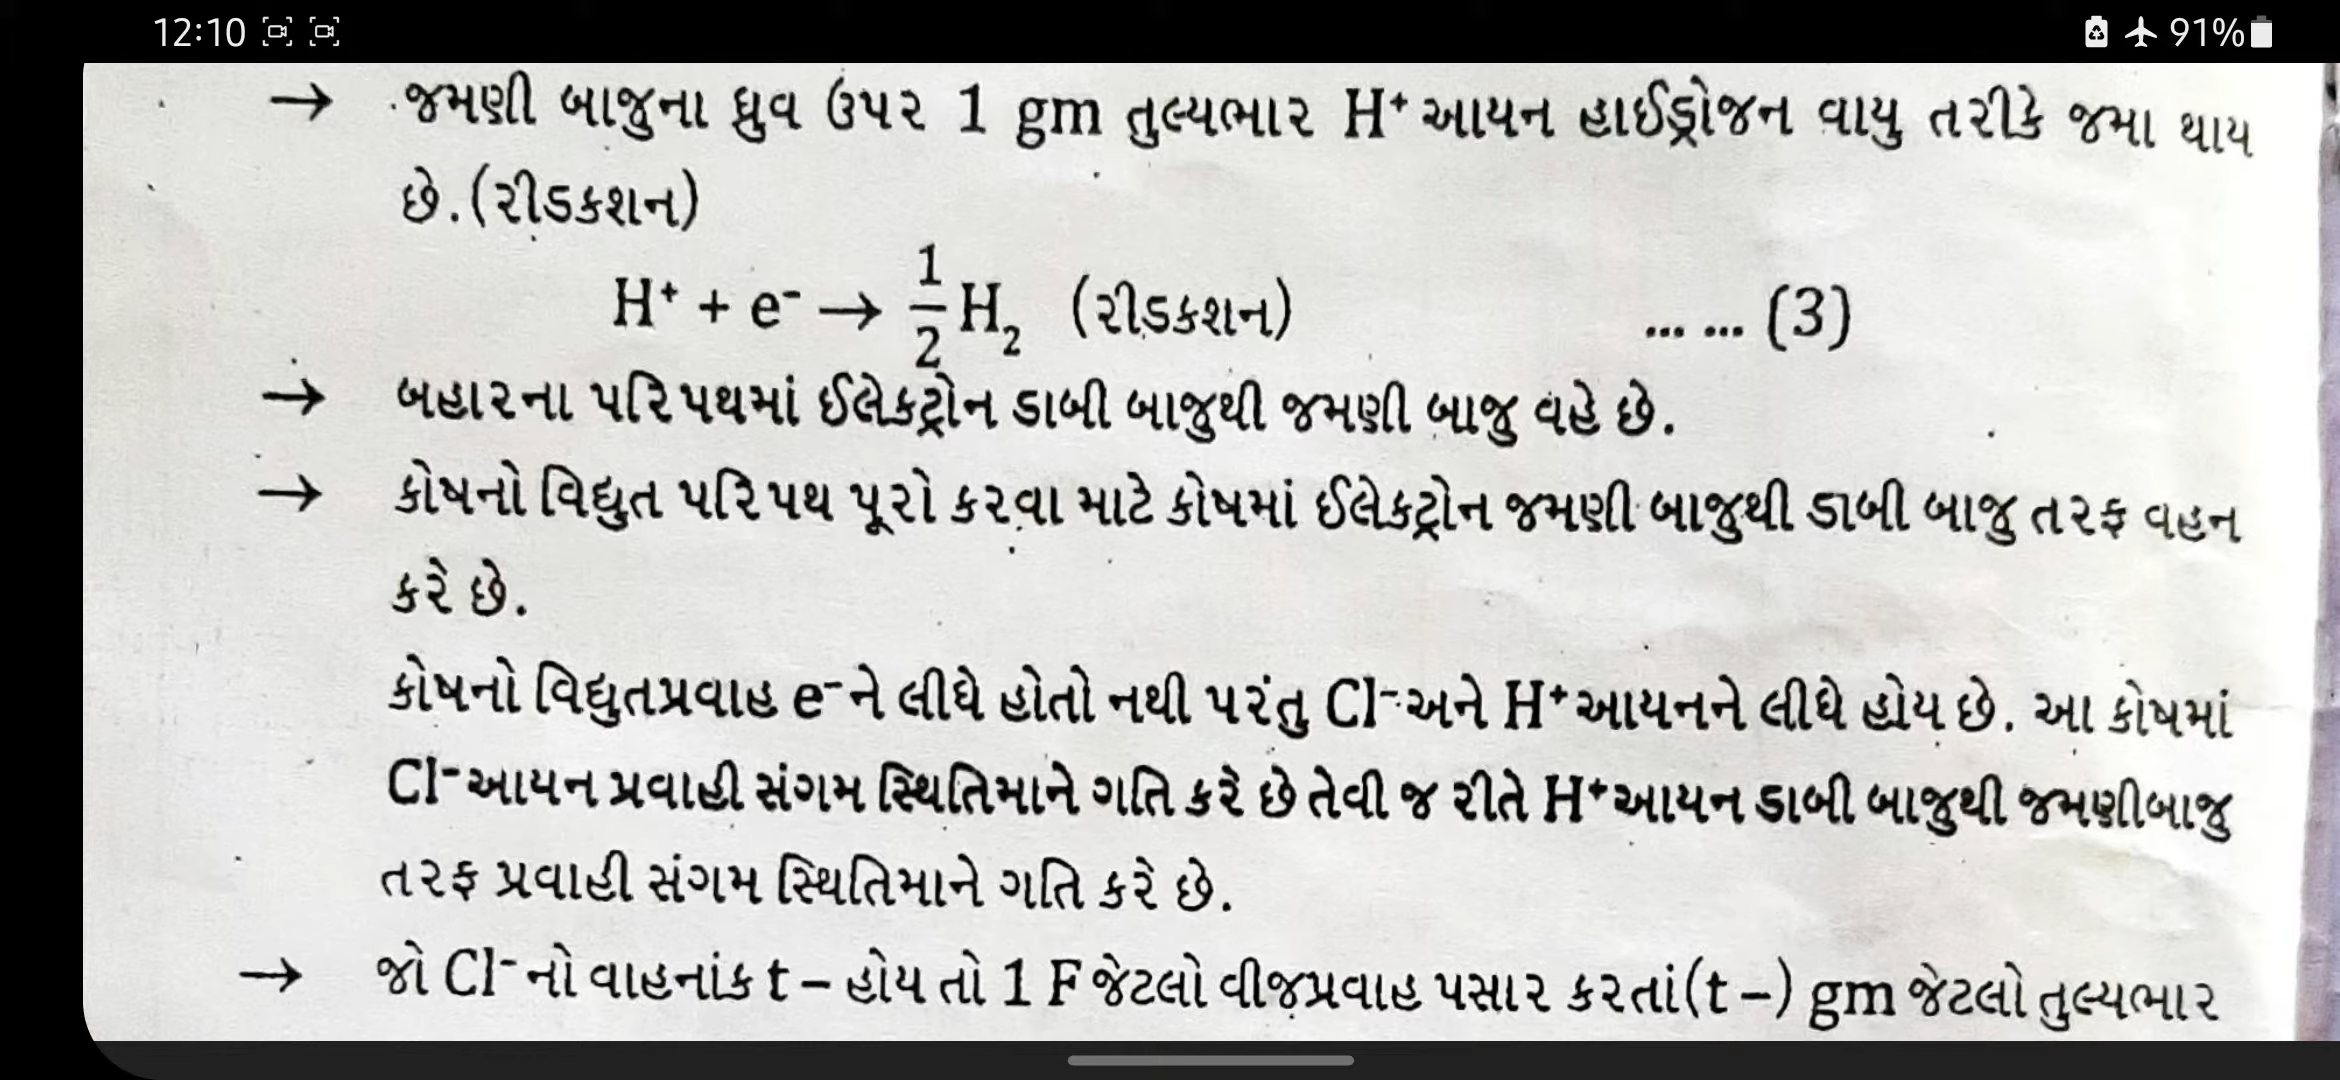 12:10 91%
→ જમણી બાજુના ધ્રુવ ઉપર 1 gm તુલ્યભાર H⁺ આયન હાઈડ્રોજન વાયુ તરીકે જમા થાય
છે.(રીડકશન)
H⁺ + e⁻ → 1/2 H₂ (રીડકશન) ... ... (3)
→ બહારના પરિપથમાં ઈલેકટ્રોન ડાબી બાજુથી જમણી બાજુ વહે છે.
→ કોષનો વિદ્યુત પરિપથ પૂરો કરવા માટે કોષમાં ઈલેકટ્રોન જમણી બાજુથી ડાબી બાજુ તરફ વહન
કરે છે.
કોષનો વિદ્યુતપ્રવાહ e⁻ને લીધે હોતો નથી પરંતુ Cl⁻અને H⁺આયનને લીધે હોય છે. આ કોષમાં
Cl⁻આયન પ્રવાહી સંગમ સ્થિતિમાને ગતિ કરે છે તેવી જ રીતે H⁺આયન ડાબી બાજુથી જમણીબાજુ
તરફ પ્રવાહી સંગમ સ્થિતિમાને ગતિ કરે છે.
→ જો Cl⁻નો વાહનાંક t – હોય તો 1 F જેટલો વીજપ્રવાહ પસાર કરતાં(t –) gm જેટલો તુલ્યભાર